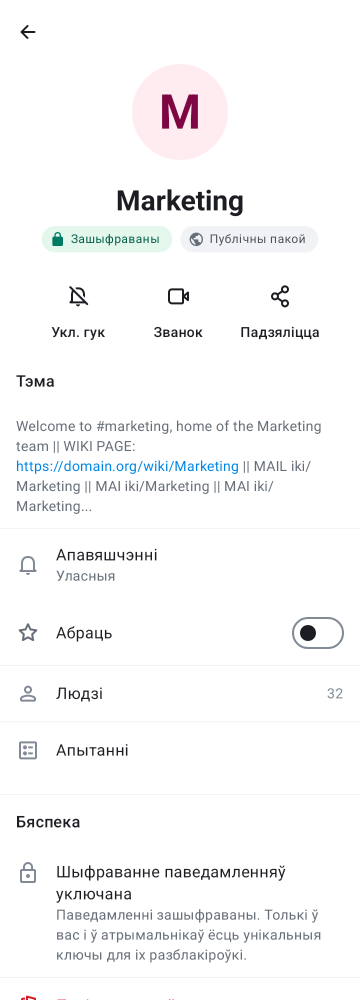 M
Marketing
Зашыфраваны
Публічны пакой
Укл. гук
Званок
Падзяліцца
Тэма
Welcome to #marketing, home of the Marketing
team || WIKI PAGE:
https://domain.org/wiki/Marketing || MAIL iki/
Marketing || MAI iki/Marketing || MAI iki/
Marketing...
Апавяшчэнні
Уласныя
Абраць
Людзі
32
Апытанні
Бяспека
Шыфраванне паведамленняў
уключана
Паведамленні зашыфраваны. Толькі ў
вас і ў атрымальнікаў ёсць унікальныя
ключы для іх разблакіроўкі.